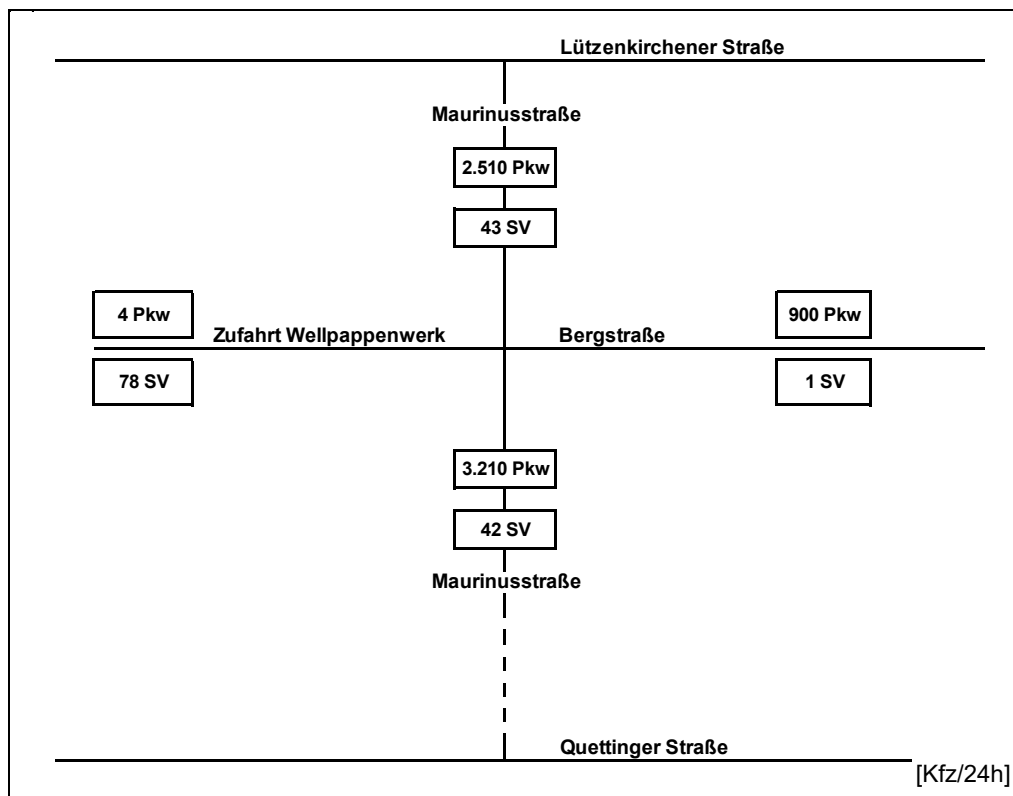 Lützenkirchener Straße
Maurinusstraße
2.510 Pkw
43 SV
4 Pkw
900 Pkw
Zufahrt Wellpappenwerk
Bergstraße
78 SV
1 SV
3.210 Pkw
42 SV
Maurinusstraße
Quettinger Straße
[Kfz/24h]